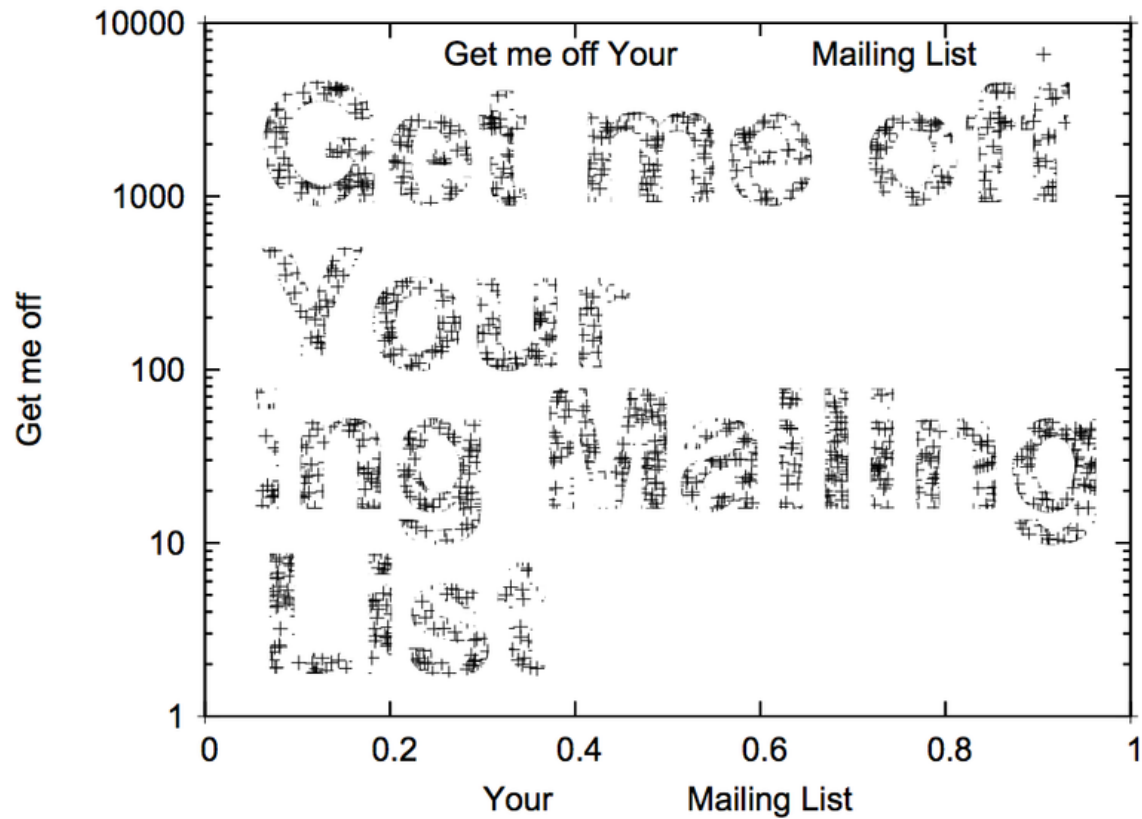 10000
Get me off Your Mailing List
Get me off
1000
Your
100
ing Mailing
10
List
1
0 0.2 0.4 0.6 0.8 1
Your Mailing List
Get me off